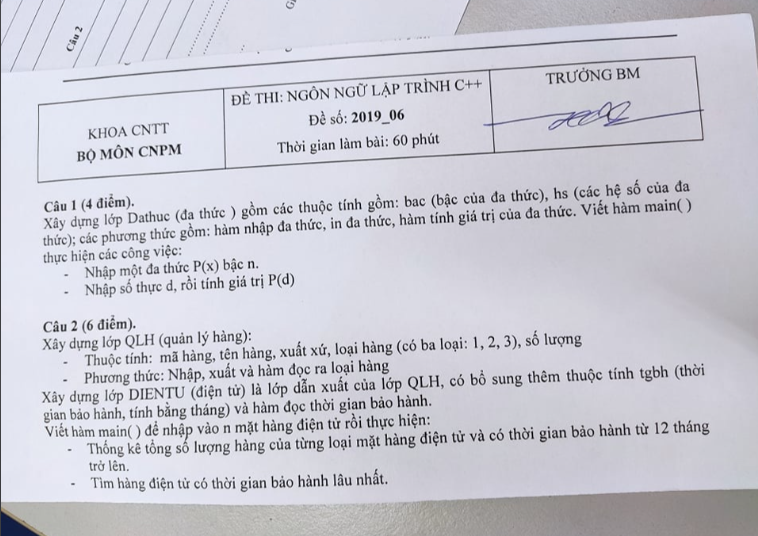 Câu 2
KHOA CNTT
BỘ MÔN CNPM
ĐỀ THI: NGÔN NGỮ LẬP TRÌNH C++
Đề số: 2019_06
Thời gian làm bài: 60 phút
TRƯỞNG BM
Câu 1 (4 điểm).
Xây dựng lớp Dathuc (đa thức ) gồm các thuộc tính gồm: bac (bậc của đa thức), hs (các hệ số của đa
thức); các phương thức gồm: hàm nhập đa thức, in đa thức, hàm tính giá trị của đa thức. Viết hàm main( )
thực hiện các công việc:
- Nhập một đa thức P(x) bậc n.
- Nhập số thực d, rồi tính giá trị P(d)
Câu 2 (6 điểm).
Xây dựng lớp QLH (quản lý hàng):
- Thuộc tính: mã hàng, tên hàng, xuất xứ, loại hàng (có ba loại: 1, 2, 3), số lượng
- Phương thức: Nhập, xuất và hàm đọc ra loại hàng
Xây dựng lớp DIENTU (điện tử) là lớp dẫn xuất của lớp QLH, có bổ sung thêm thuộc tính tgbh (thời
gian bảo hành, tính bằng tháng) và hàm đọc thời gian bảo hành.
Viết hàm main( ) để nhập vào n mặt hàng điện tử rồi thực hiện:
- Thống kê tổng số lượng hàng của từng loại mặt hàng điện tử và có thời gian bảo hành từ 12 tháng
trở lên.
- Tìm hàng điện tử có thời gian bảo hành lâu nhất.